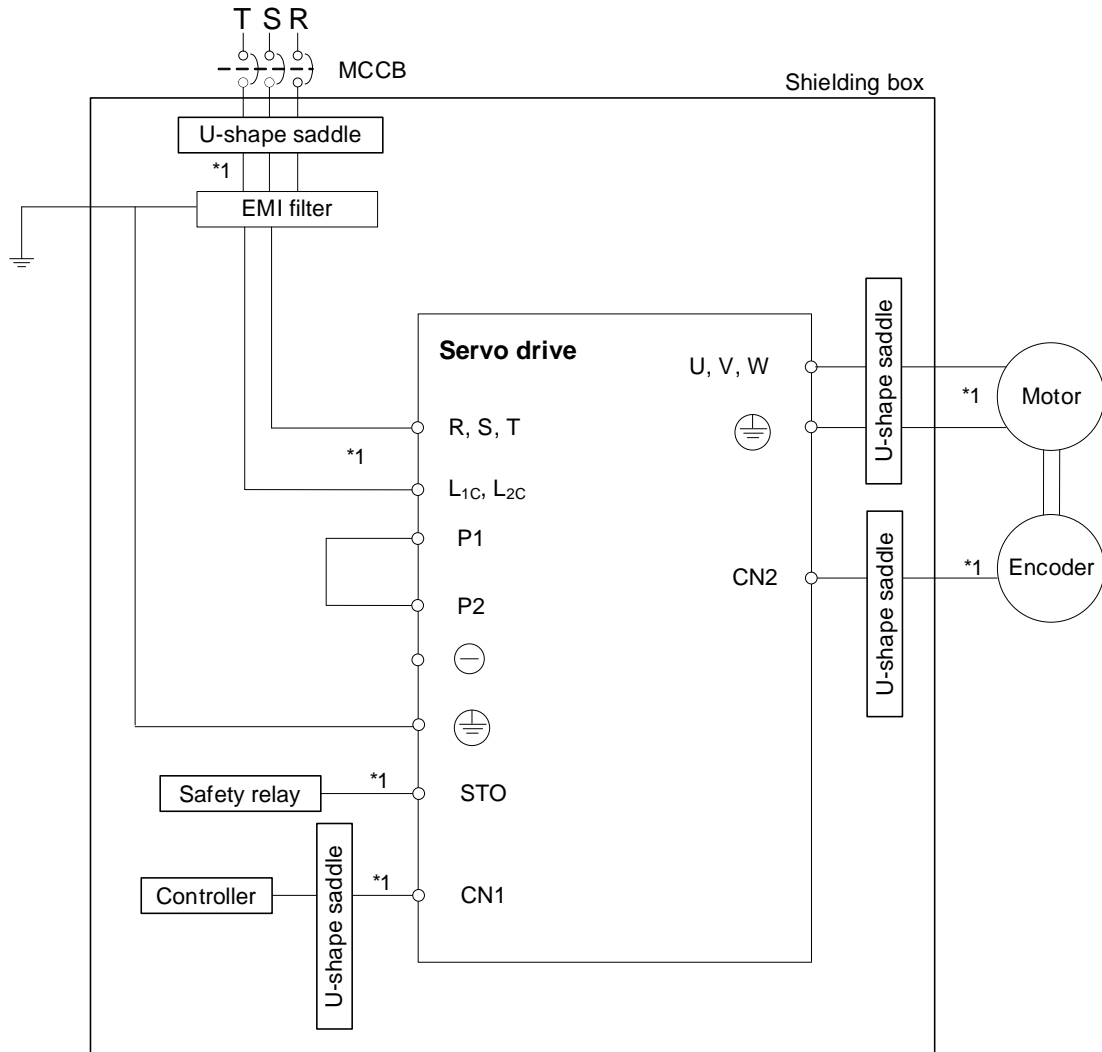 T S R
MCCB
Shielding box
U-shape saddle
*1
EMI filter
Servo drive
U, V, W
R, S, T
*1
L1C, L2C
P1
P2
STO
CN1
CN2
U-shape saddle
*1
Motor
U-shape saddle
*1
Encoder
Safety relay
*1
Controller
U-shape saddle
*1